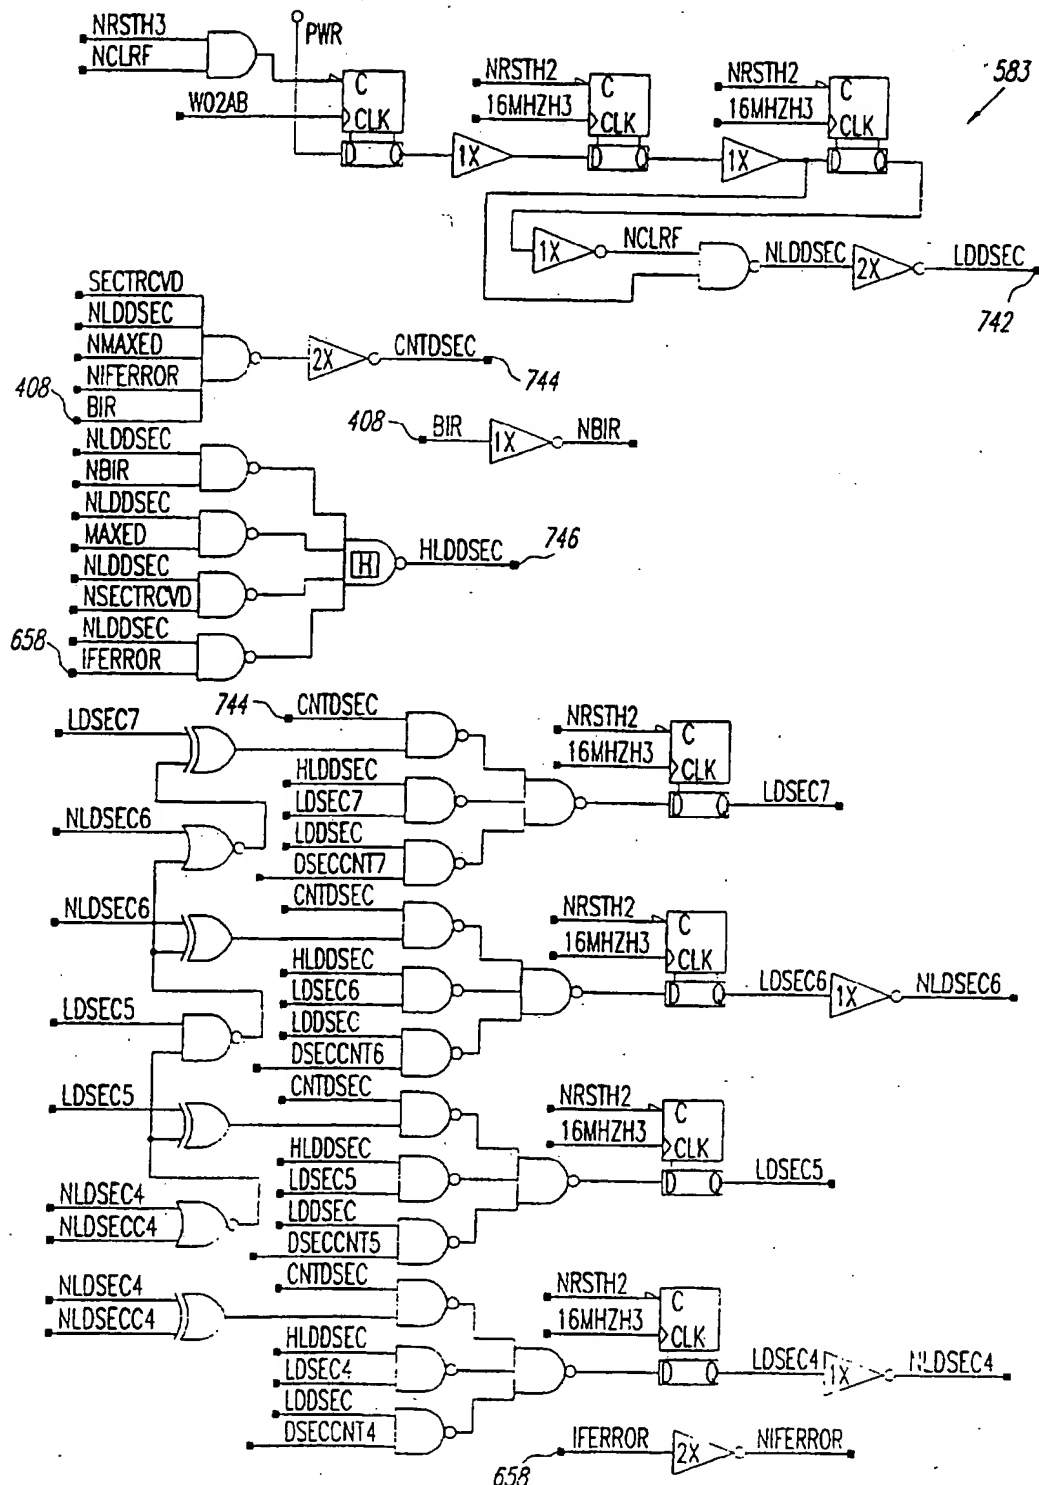 NRSTH3
NCLRF
PWR
C
CLK
W02AB
NRSTH2
16MHZH3
C
CLK
NRSTH2
16MHZH3
C
CLK
583
D Q
1X
D Q
1X
D Q
1X
NCLRF
NLDDSEC
2X
LDDSEC
742
SECTRCVD
NLDDSEC
NMAXED
NIFERROR
408
BIR
2X
CNTDSEC
744
408
BIR
1X
NBIR
NLDDSEC
NBIR
NLDDSEC
MAXED
NLDDSEC
NSECTRCVD
NLDDSEC
658
IFERROR
H
HLDDSEC
746
LDSEC7
744
CNTDSEC
HLDDSEC
LDSEC7
LDDSEC
DSECCNT7
NRSTH2
16MHZH3
C
CLK
D Q
LDSEC7
NLDSEC6
NLDSEC6
CNTDSEC
HLDDSEC
LDSEC6
LDDSEC
DSECCNT6
NRSTH2
16MHZH3
C
CLK
D Q
LDSEC6
1X
NLDSEC6
LDSEC5
LDSEC5
CNTDSEC
HLDDSEC
LDSEC5
LDDSEC
DSECCNT5
NRSTH2
16MHZH3
C
CLK
D Q
LDSEC5
NLDSEC4
NLDSECC4
NLDSEC4
NLDSECC4
CNTDSEC
HLDDSEC
LDSEC4
LDDSEC
DSECCNT4
NRSTH2
16MHZH3
C
CLK
D Q
LDSEC4
1X
NLDSEC4
658
IFERROR
2X
NIFERROR